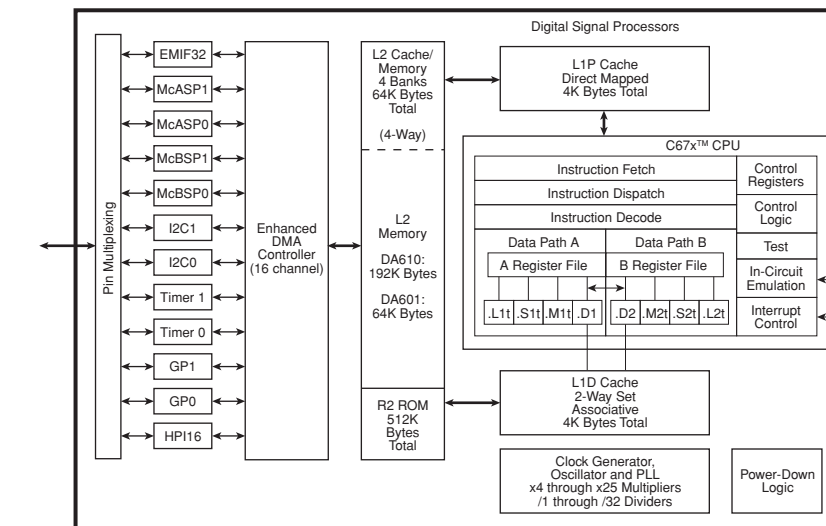 Digital Signal Processors
Pin Multiplexing
EMIF32
McASP1
McASP0
McBSP1
McBSP0
I2C1
I2C0
Timer 1
Timer 0
GP1
GP0
HPI16
Enhanced
DMA
Controller
(16 channel)
L2 Cache/
Memory
4 Banks
64K Bytes
Total
(4-Way)
L2
Memory
DA610:
192K Bytes
DA601:
64K Bytes
R2 ROM
512K
Bytes
Total
L1P Cache
Direct Mapped
4K Bytes Total
C67x™ CPU
Instruction Fetch
Instruction Dispatch
Instruction Decode
Data Path A
Data Path B
A Register File
B Register File
.L1t
.S1t
.M1t
.D1
.D2
.M2t
.S2t
.L2t
Control
Registers
Control
Logic
Test
In-Circuit
Emulation
Interrupt
Control
L1D Cache
2-Way Set
Associative
4K Bytes Total
Clock Generator,
Oscillator and PLL
x4 through x25 Multipliers
/1 through /32 Dividers
Power-Down
Logic